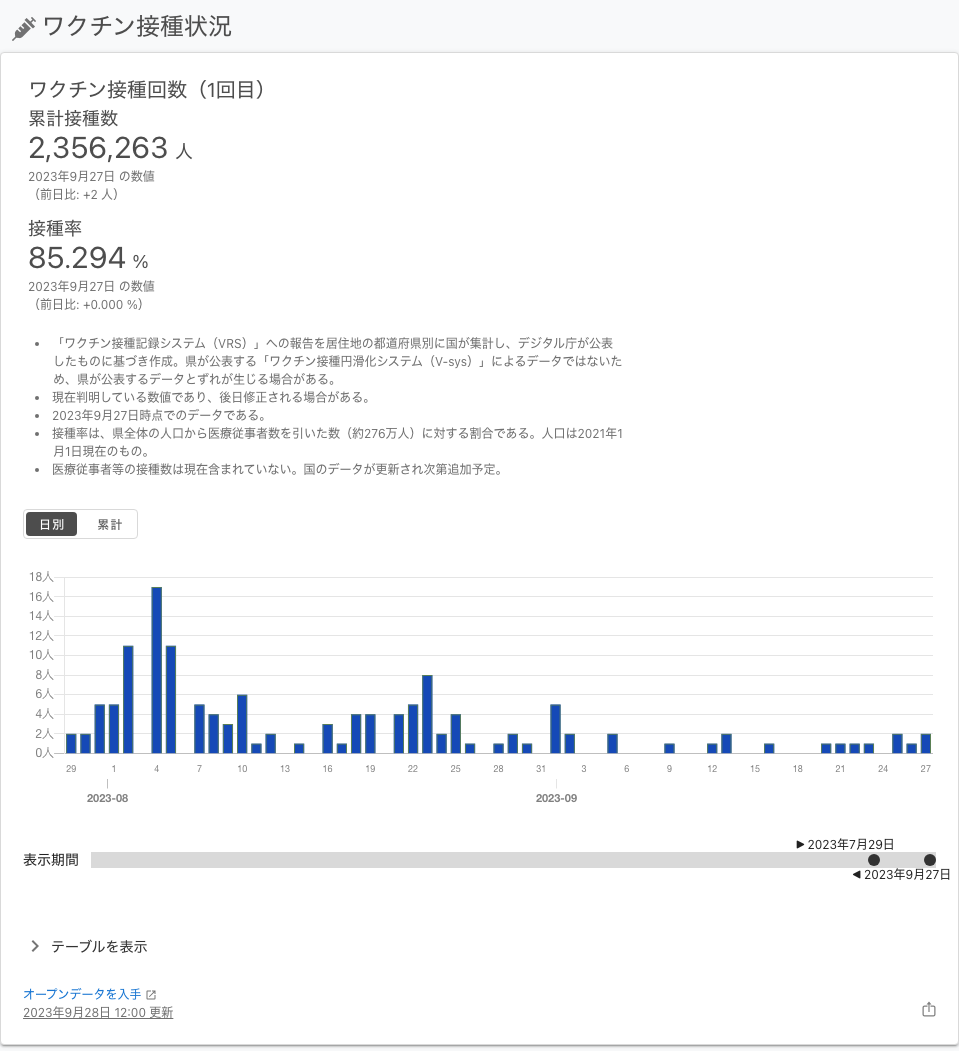 ワクチン接種状況
ワクチン接種回数（1回目）
累計接種数
2,356,263 人
2023年9月27日 の数値
（前日比: +2 人）
接種率
85.294 %
2023年9月27日 の数値
（前日比: +0.000 %）
• 「ワクチン接種記録システム（VRS）」への報告を居住地の都道府県別に国が集計し、デジタル庁が公表
したものに基づき作成。県が公表する「ワクチン接種円滑化システム（V-sys）」によるデータではないた
め、県が公表するデータとずれが生じる場合がある。
• 現在判明している数値であり、後日修正される場合がある。
• 2023年9月27日時点でのデータである。
• 接種率は、県全体の人口から医療従事者数を引いた数（約276万人）に対する割合である。人口は2021年1
月1日現在のもの。
• 医療従事者等の接種数は現在含まれていない。国のデータが更新され次第追加予定。
日別 累計
18人
16人
14人
12人
10人
8人
6人
4人
2人
0人
29 1 4 7 10 13 16 19 22 25 28 31 3 6 9 12 15 18 21 24 27
2023-08 2023-09
▶ 2023年7月29日
表示期間
◀ 2023年9月27日
テーブルを表示
オープンデータを入手
2023年9月28日 12:00 更新